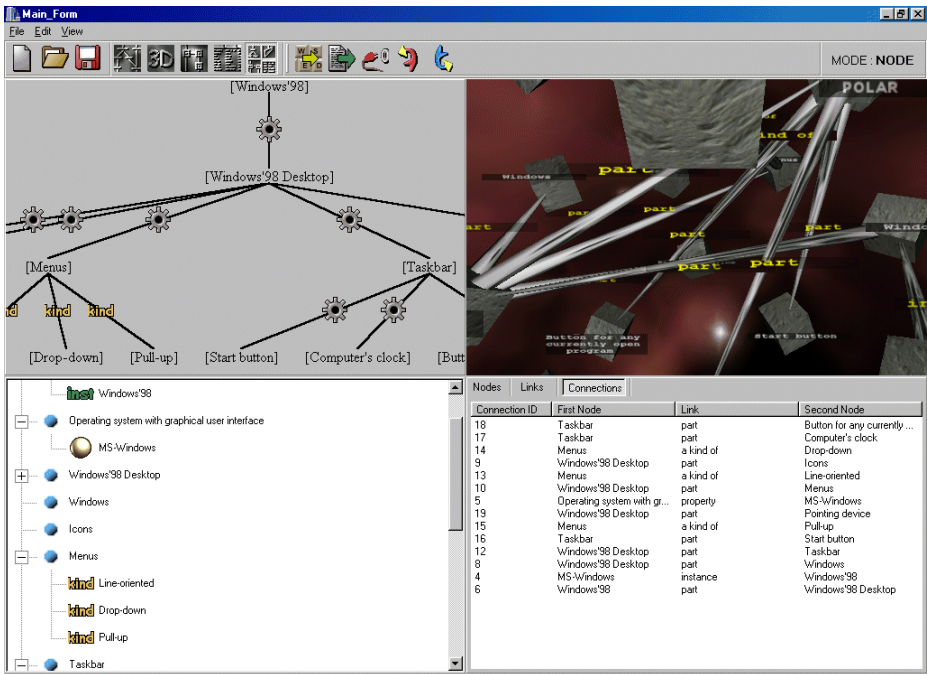 Main_Form
File Edit View
3D
MODE : NODE
[Windows'98]
[Windows'98 Desktop]
[Menus]
[Taskbar]
kind
kind
[Drop-down]
[Pull-up]
[Start button]
[Computer's clock]
[Butt
POLAR
kind of
part
Windows
part
part
part
part
Windo
part
part
Button for any
currently open
program
start button
inst Windows'98
Operating system with graphical user interface
MS-Windows
Windows'98 Desktop
Windows
Icons
Menus
kind Line-oriented
kind Drop-down
kind Pull-up
Taskbar
Nodes Links Connections
Connection ID First Node Link Second Node
18 Taskbar part Button for any currently ...
17 Taskbar part Computer's clock
14 Menus a kind of Drop-down
9 Windows'98 Desktop part Icons
13 Menus a kind of Line-oriented
10 Windows'98 Desktop part Menus
5 Operating system with gr... property MS-Windows
19 Windows'98 Desktop part Pointing device
15 Menus a kind of Pull-up
16 Taskbar part Start button
12 Windows'98 Desktop part Taskbar
8 Windows'98 Desktop part Windows
4 MS-Windows instance Windows'98
6 Windows'98 part Windows'98 Desktop